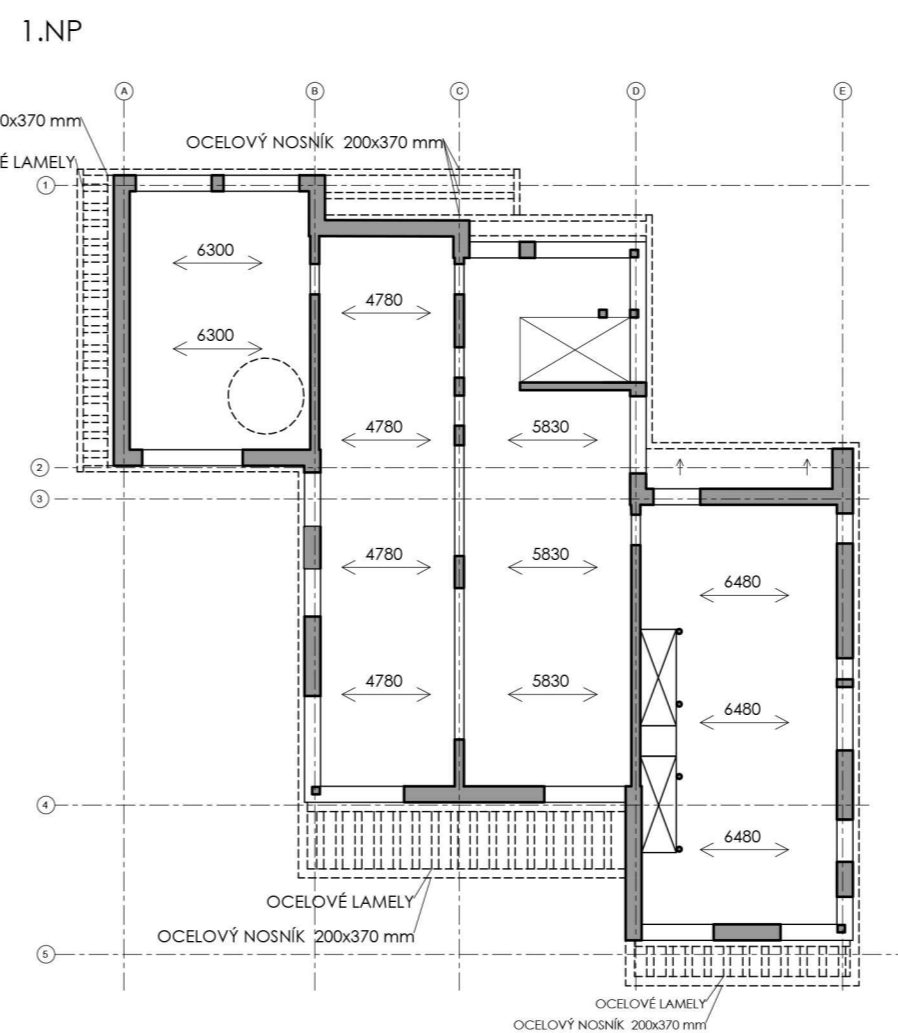 1.NP
A B C D E
0x370 mm
OCELOVÝ NOSNÍK 200x370 mm
É LAMELY
1
6300
4780
6300
4780 5830
2
3
4780 5830
6480
4780 5830
6480
4
6480
OCELOVÉ LAMELY
OCELOVÝ NOSNÍK 200x370 mm
5
OCELOVÉ LAMELY
OCELOVÝ NOSNÍK 200x370 mm